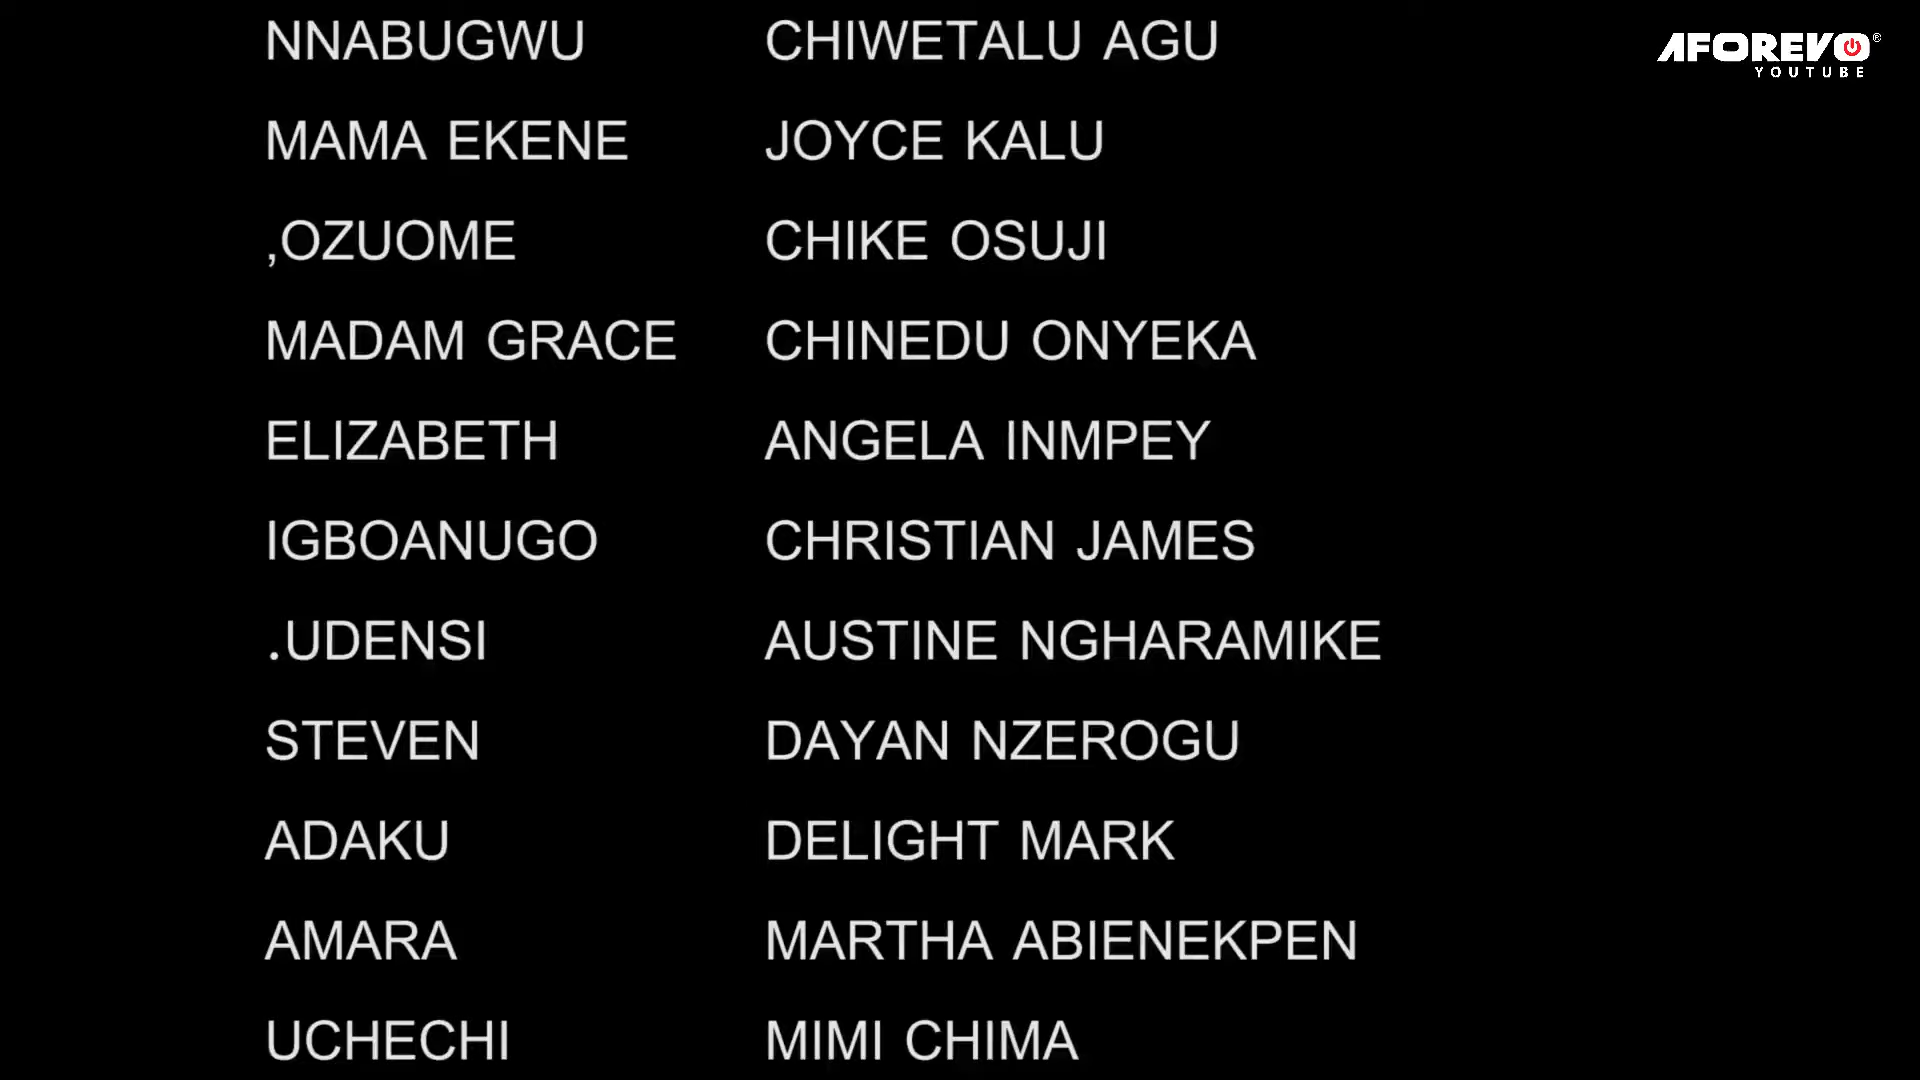 NNABUGWU CHIWETALU AGU
AFOREVO®
YOUTUBE
MAMA EKENE JOYCE KALU
,OZUOME CHIKE OSUJI
MADAM GRACE CHINEDU ONYEKA
ELIZABETH ANGELA INMPEY
IGBOANUGO CHRISTIAN JAMES
.UDENSI AUSTINE NGHARAMIKE
STEVEN DAYAN NZEROGU
ADAKU DELIGHT MARK
AMARA MARTHA ABIENEKPEN
UCHECHI MIMI CHIMA